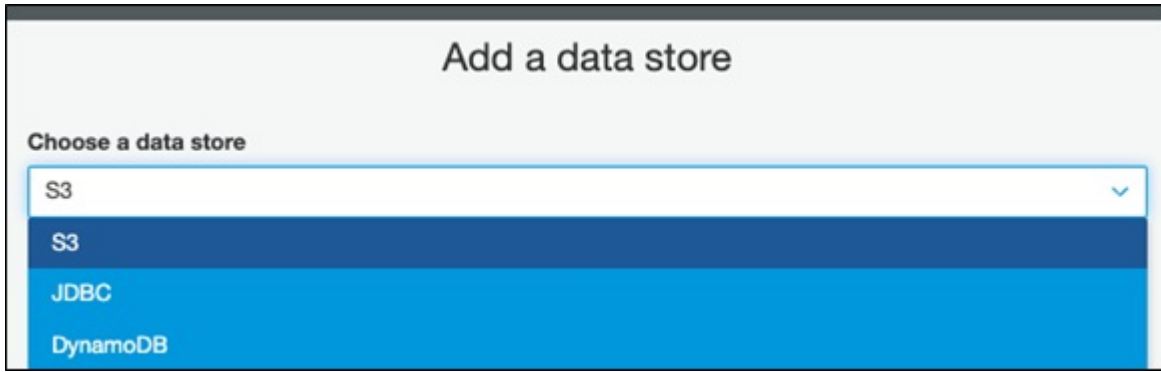 Add a data store
Choose a data store
S3
S3
JDBC
DynamoDB